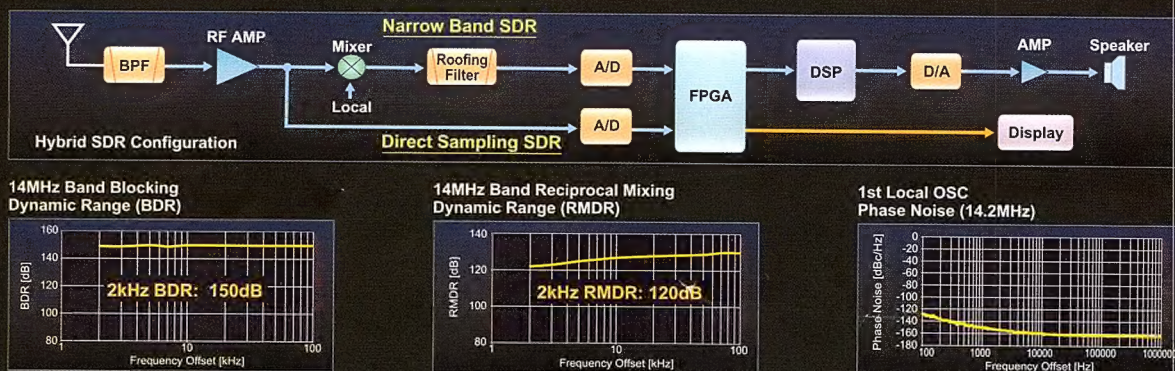 Narrow Band SDR
RF AMP
Mixer
AMP
Speaker
BPF
Roofing
Filter
A/D
FPGA
DSP
D/A
Local
A/D
Display
Hybrid SDR Configuration
Direct Sampling SDR
14MHz Band Blocking
Dynamic Range (BDR)
BDR [dB]
160
140
120
100
80
2kHz BDR: 150dB
1
10
100
Frequency Offset [kHz]
14MHz Band Reciprocal Mixing
Dynamic Range (RMDR)
RMDR [dB]
140
120
100
80
2kHz RMDR: 120dB
1
10
100
Frequency Offset [kHz]
1st Local OSC
Phase Noise (14.2MHz)
Phase Noise [dBc/Hz]
0
-20
-40
-60
-80
-100
-120
-140
-160
-180
100
1000
10000
100000
Frequency Offset [Hz]